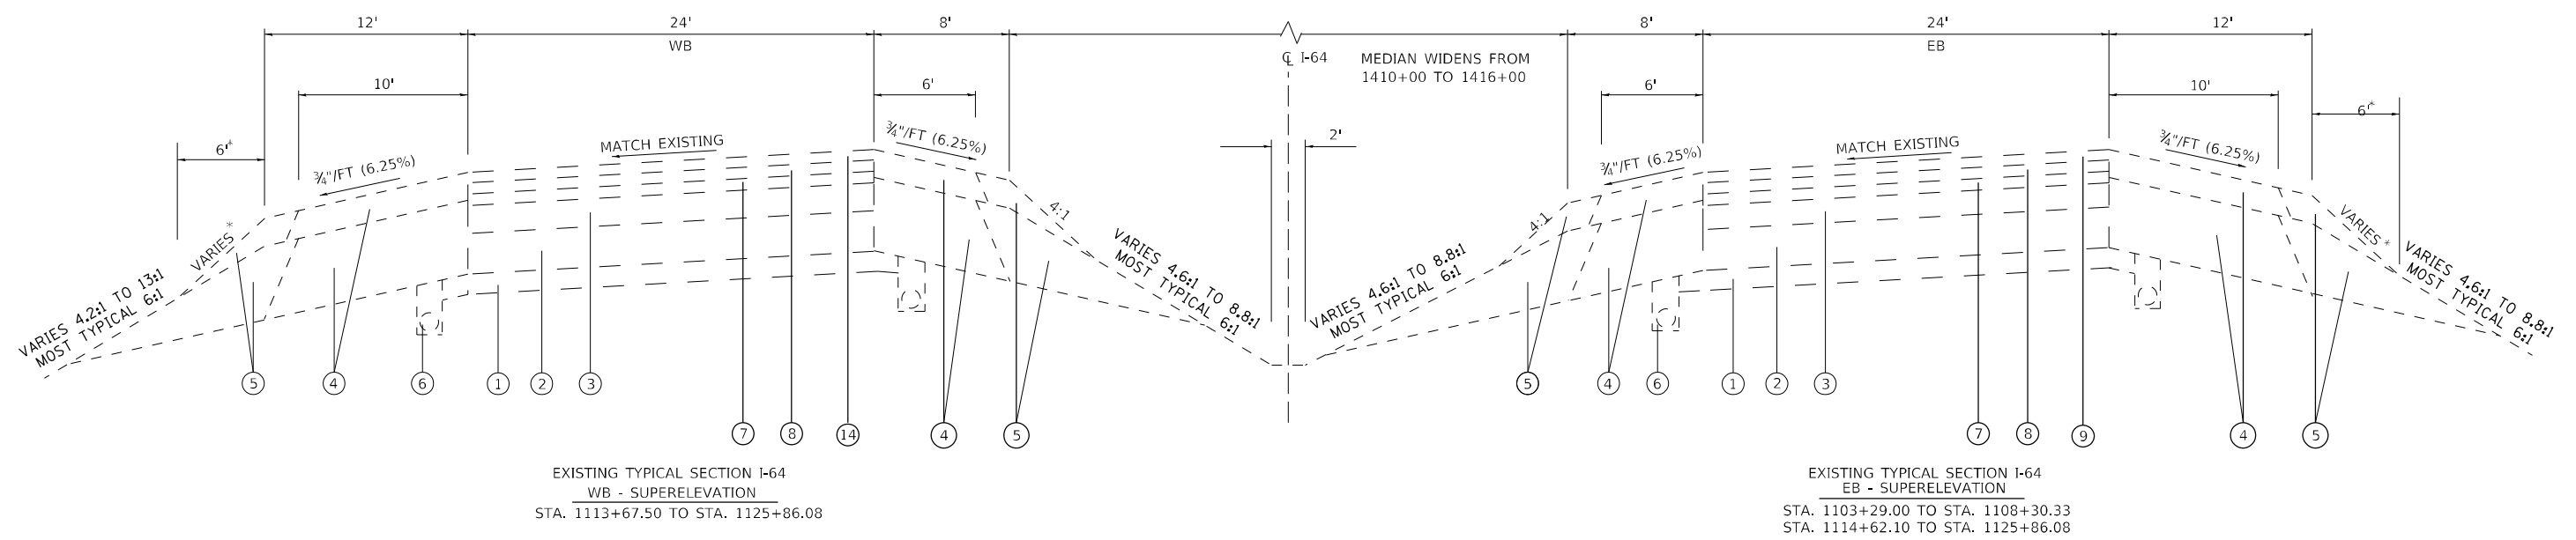 12'
24'
8'
8'
24'
12'
WB
EB
℄ I-64
MEDIAN WIDENS FROM
1410+00 TO 1416+00
10'
6'
6'
10'
6'*
6'*
2'
¾"/FT (6.25%)
MATCH EXISTING
¾"/FT (6.25%)
¾"/FT (6.25%)
MATCH EXISTING
¾"/FT (6.25%)
VARIES *
4:1
4:1
VARIES *
VARIES 4.2:1 TO 13:1
MOST TYPICAL 6:1
VARIES 4.6:1 TO 8.8:1
MOST TYPICAL 6:1
VARIES 4.6:1 TO 8.8:1
MOST TYPICAL 6:1
VARIES 4.6:1 TO 8.8:1
MOST TYPICAL 6:1
5
4
6
1
2
3
5
4
6
1
2
3
7
8
14
4
5
7
8
9
4
5
EXISTING TYPICAL SECTION I-64
WB - SUPERELEVATION
STA. 1113+67.50 TO STA. 1125+86.08
EXISTING TYPICAL SECTION I-64
EB - SUPERELEVATION
STA. 1103+29.00 TO STA. 1108+30.33
STA. 1114+62.10 TO STA. 1125+86.08